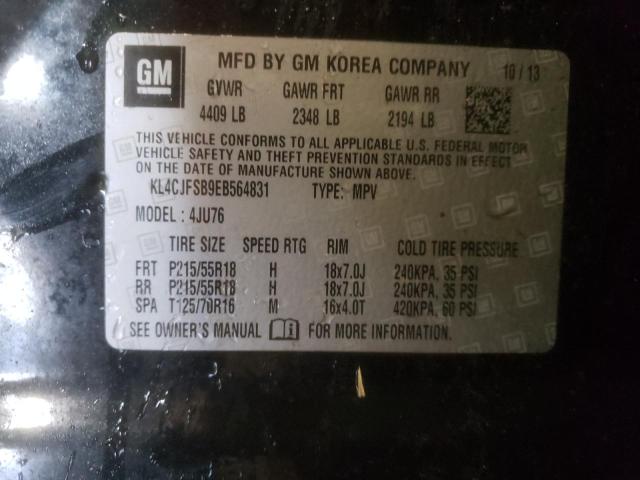 GM MFD BY GM KOREA COMPANY 10/13
GVWR GAWR FRT GAWR RR
4409 LB 2348 LB 2194 LB
THIS VEHICLE CONFORMS TO ALL APPLICABLE U.S. FEDERAL MOTOR
VEHICLE SAFETY AND THEFT PREVENTION STANDARDS IN EFFECT
ON THE DATE OF MANUFACTURE SHOWN ABOVE.
KL4CJFSB9EB564831 TYPE: MPV
MODEL : 4JU76
TIRE SIZE SPEED RTG RIM COLD TIRE PRESSURE
FRT P215/55R18 H 18x7.0J 240KPA, 35 PSI
RR P215/55R18 H 18x7.0J 240KPA, 35 PSI
SPA T125/70R16 M 16x4.0T 420KPA, 60 PSI
SEE OWNER'S MANUAL FOR MORE INFORMATION.